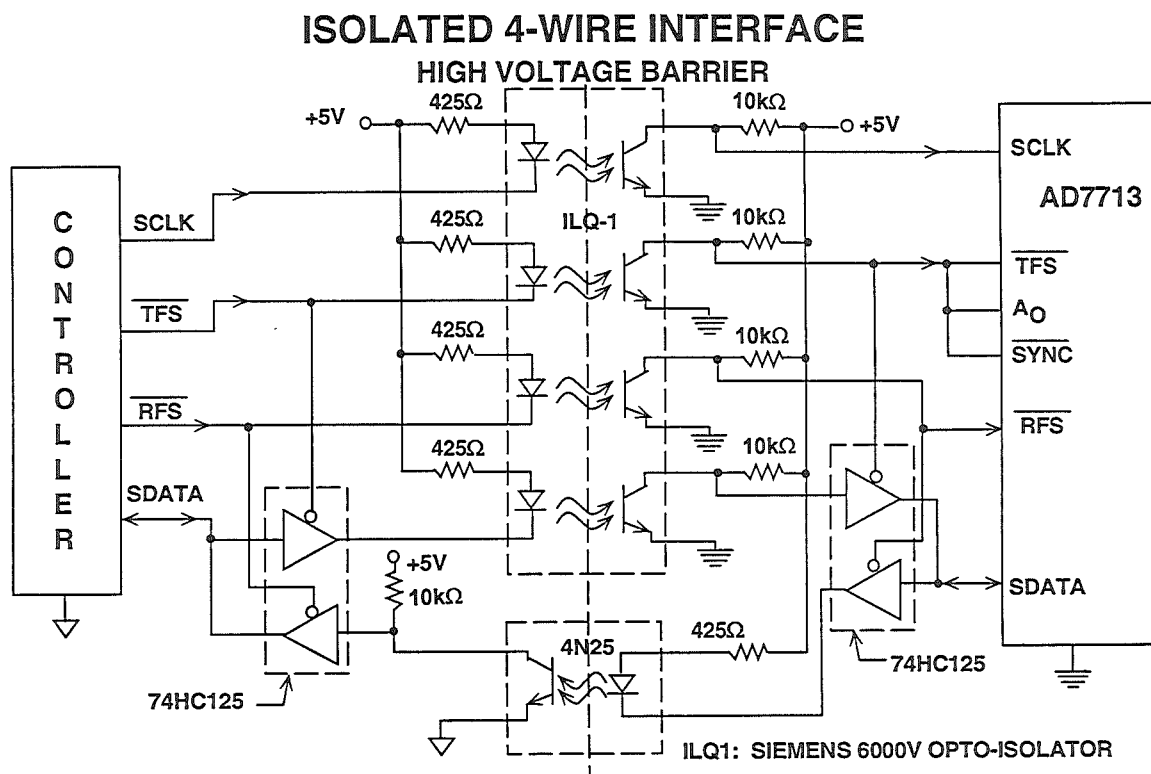 ISOLATED 4-WIRE INTERFACE
HIGH VOLTAGE BARRIER
425Ω
10kΩ
+5V
+5V
SCLK
AD7713
CONTROLLER
SCLK
425Ω
ILQ-1
10kΩ
TFS
TFS
A0
425Ω
10kΩ
SYNC
RFS
RFS
425Ω
10kΩ
SDATA
+5V
10kΩ
SDATA
425Ω
4N25
74HC125
74HC125
ILQ1: SIEMENS 6000V OPTO-ISOLATOR